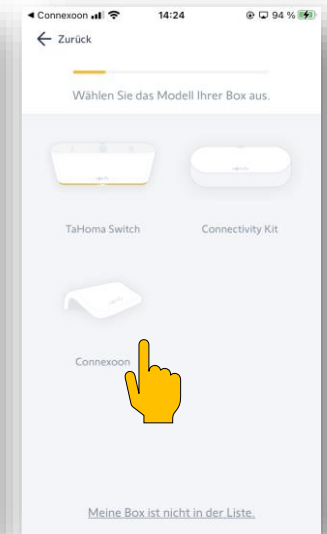 Connexoon 14:24 94 %
Zurück
Wählen Sie das Modell Ihrer Box aus.
TaHoma Switch Connectivity Kit
Connexoon
Meine Box ist nicht in der Liste.